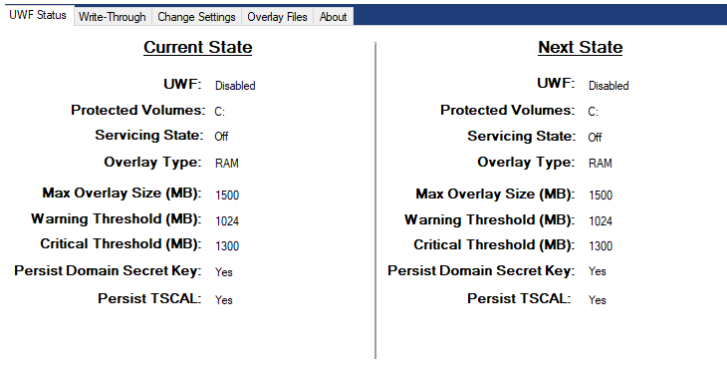 UWF Status Write-Through Change Settings Overlay Files About
Current State
UWF: Disabled
Protected Volumes: C:
Servicing State: Off
Overlay Type: RAM
Max Overlay Size (MB): 1500
Warning Threshold (MB): 1024
Critical Threshold (MB): 1300
Persist Domain Secret Key: Yes
Persist TSCAL: Yes
Next State
UWF: Disabled
Protected Volumes: C:
Servicing State: Off
Overlay Type: RAM
Max Overlay Size (MB): 1500
Warning Threshold (MB): 1024
Critical Threshold (MB): 1300
Persist Domain Secret Key: Yes
Persist TSCAL: Yes